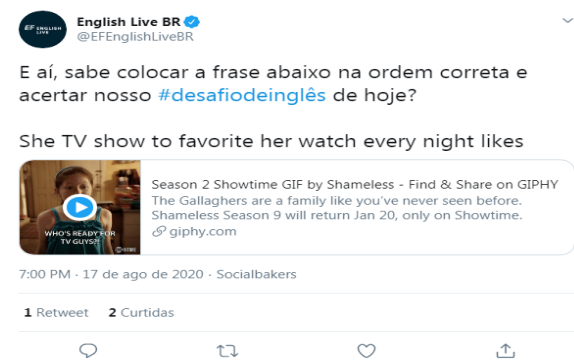 EF ENGLISH LIVE
English Live BR
@EFEnglishLiveBR
E aí, sabe colocar a frase abaixo na ordem correta e
acertar nosso #desafiodeinglês de hoje?
She TV show to favorite her watch every night likes
WHO'S READY FOR
TV GUYS?!
SHOWTIME
Season 2 Showtime GIF by Shameless - Find & Share on GIPHY
The Gallaghers are a family like you've never seen before.
Shameless Season 9 will return Jan 20, only on Showtime.
giphy.com
7:00 PM · 17 de ago de 2020 · Socialbakers
1 Retweet 2 Curtidas